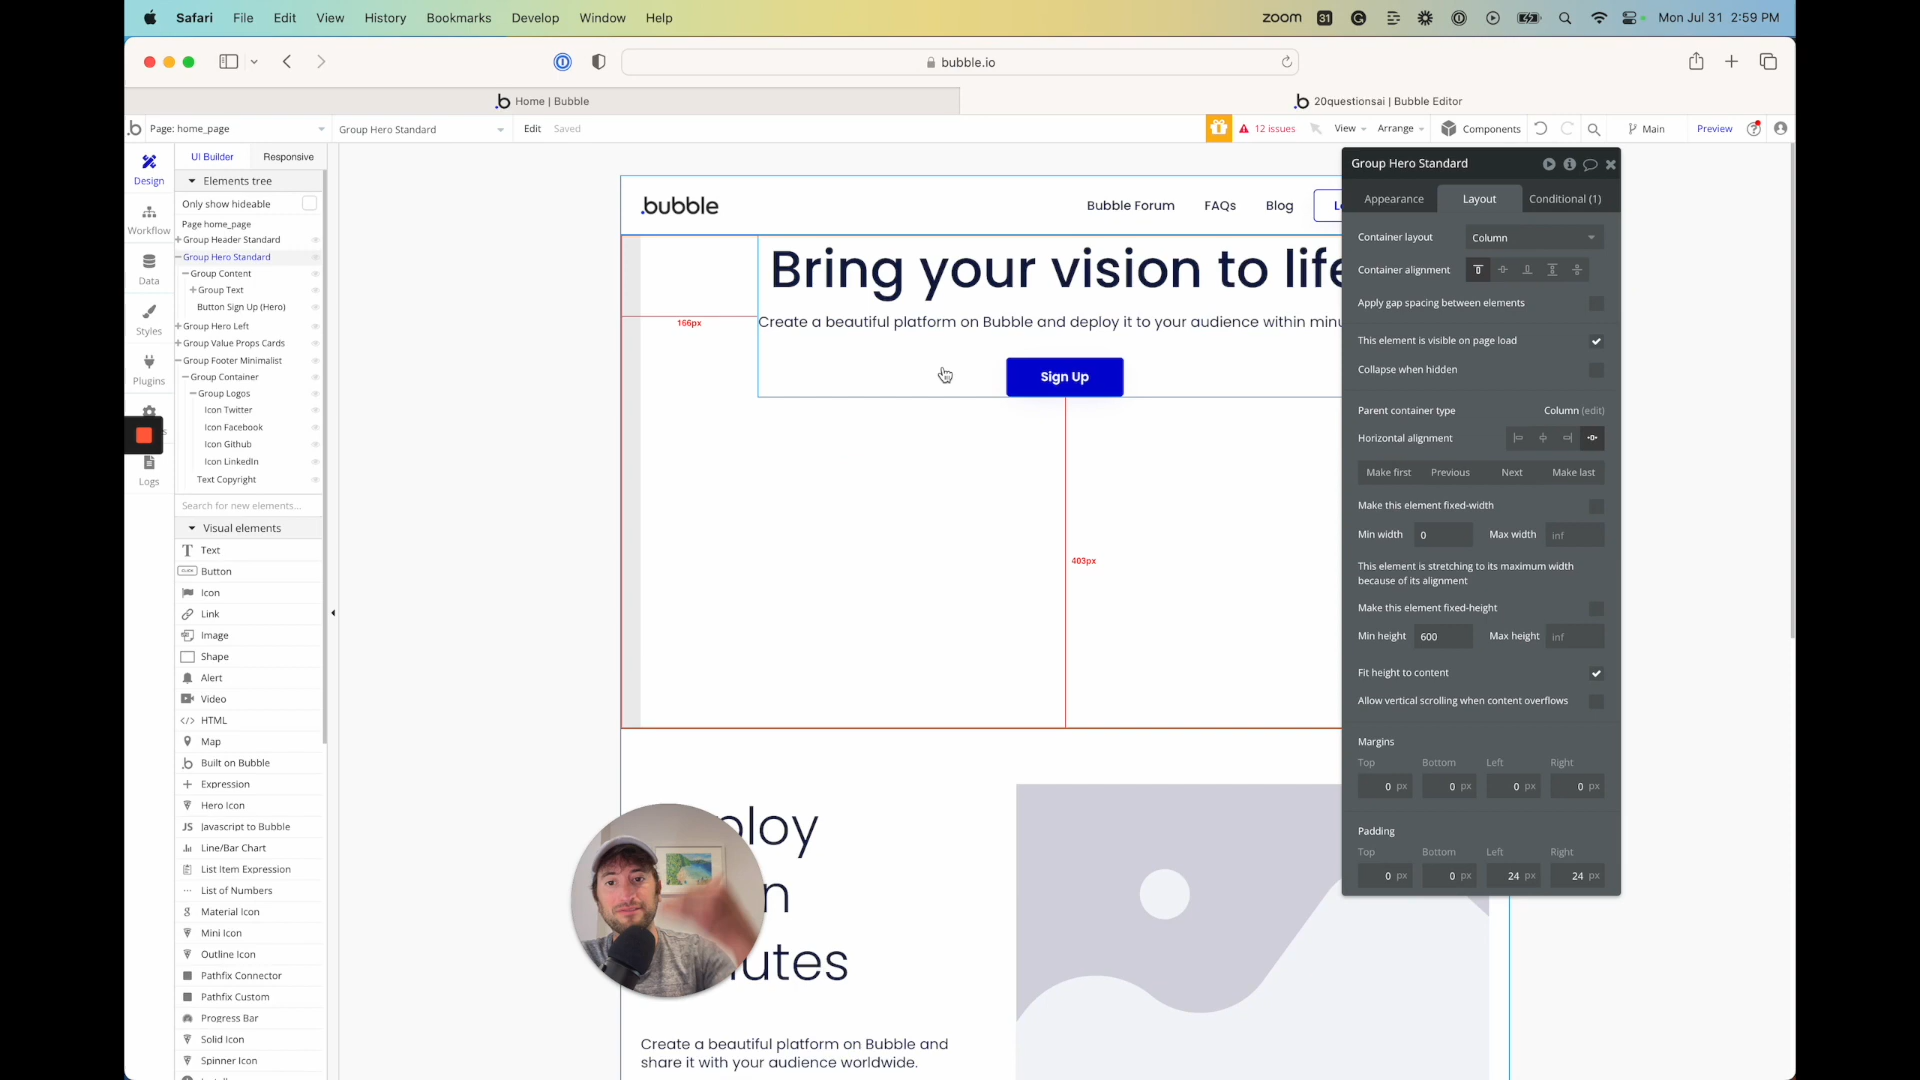 Safari File Edit View History Bookmarks Develop Window Help
zoom 31 Mon Jul 31 2:59 PM
bubble.io
Home | Bubble
20questionsai | Bubble Editor
Page: home_page
Group Hero Standard
Edit Saved
12 issues View Arrange Components Main Preview
Design
Workflow
Data
Styles
Plugins
Logs
UI Builder Responsive
Elements tree
Only show hideable
Page home_page
Group Header Standard
Group Hero Standard
Group Content
Group Text
Button Sign Up (Hero)
Group Hero Left
Group Value Props Cards
Group Footer Minimalist
Group Container
Group Logos
Icon Twitter
Icon Facebook
Icon Github
Icon LinkedIn
Text Copyright
Search for new elements...
Visual elements
Text
Button
Icon
Link
Image
Shape
Alert
Video
HTML
Map
Built on Bubble
Expression
Hero Icon
JS Javascript to Bubble
Line/Bar Chart
List Item Expression
List of Numbers
Material Icon
Mini Icon
Outline Icon
Pathfix Connector
Pathfix Custom
Progress Bar
Solid Icon
Spinner Icon
.bubble
Bubble Forum FAQs Blog
Bring your vision to life
166px
Create a beautiful platform on Bubble and deploy it to your audience within
Sign Up
403px
ploy
n
utes
Create a beautiful platform on Bubble and
share it with your audience worldwide.
Group Hero Standard
Appearance Layout Conditional (1)
Container layout Column
Container alignment
Apply gap spacing between elements
This element is visible on page load
Collapse when hidden
Parent container type Column (edit)
Horizontal alignment
Make first Previous Next Make last
Make this element fixed-width
Min width 0 Max width inf
This element is stretching to its maximum width
because of its alignment
Make this element fixed-height
Min height 600 Max height inf
Fit height to content
Allow vertical scrolling when content overflows
Margins
Top Bottom Left Right
0 px 0 px 0 px 0 px
Padding
Top Bottom Left Right
0 px 0 px 24 px 24 px